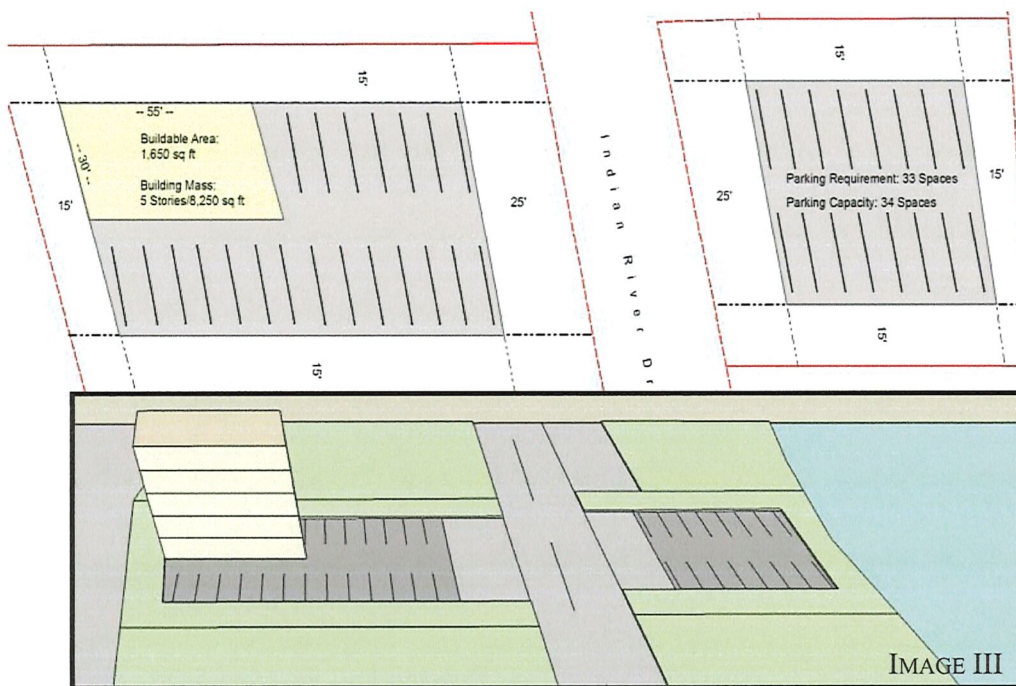 15'
15'
-- 55' --
Buildable Area:
1,650 sq ft
-- 30' --
Building Mass:
5 Stories/8,250 sq ft
15'
25'
15'
Indian River Dr
15'
Parking Requirement: 33 Spaces
Parking Capacity: 34 Spaces
15'
IMAGE III